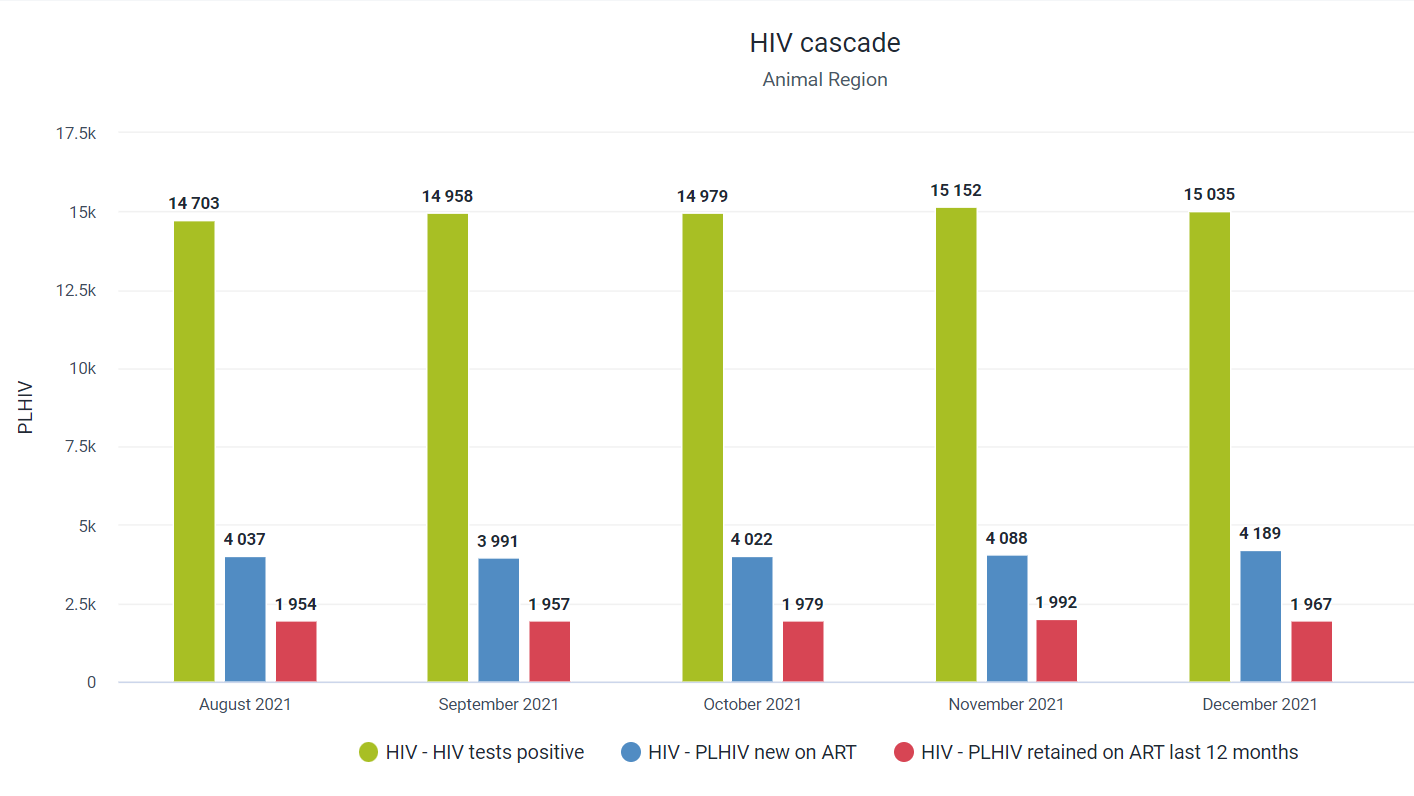 HIV cascade
Animal Region
17.5k
15k
12.5k
10k
7.5k
5k
2.5k
0
PLHIV
14 703
4 037
1 954
14 958
3 991
1 957
14 979
4 022
1 979
15 152
4 088
1 992
15 035
4 189
1 967
August 2021
September 2021
October 2021
November 2021
December 2021
HIV - HIV tests positive
HIV - PLHIV new on ART
HIV - PLHIV retained on ART last 12 months